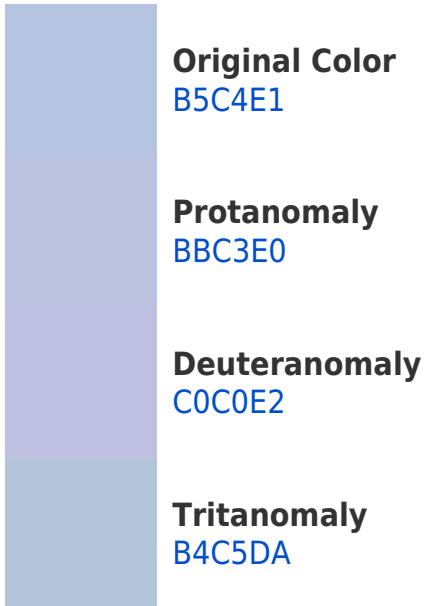 Original Color
B5C4E1
Protanomaly
BBC3E0
Deuteranomaly
C0C0E2
Tritanomaly
B4C5DA